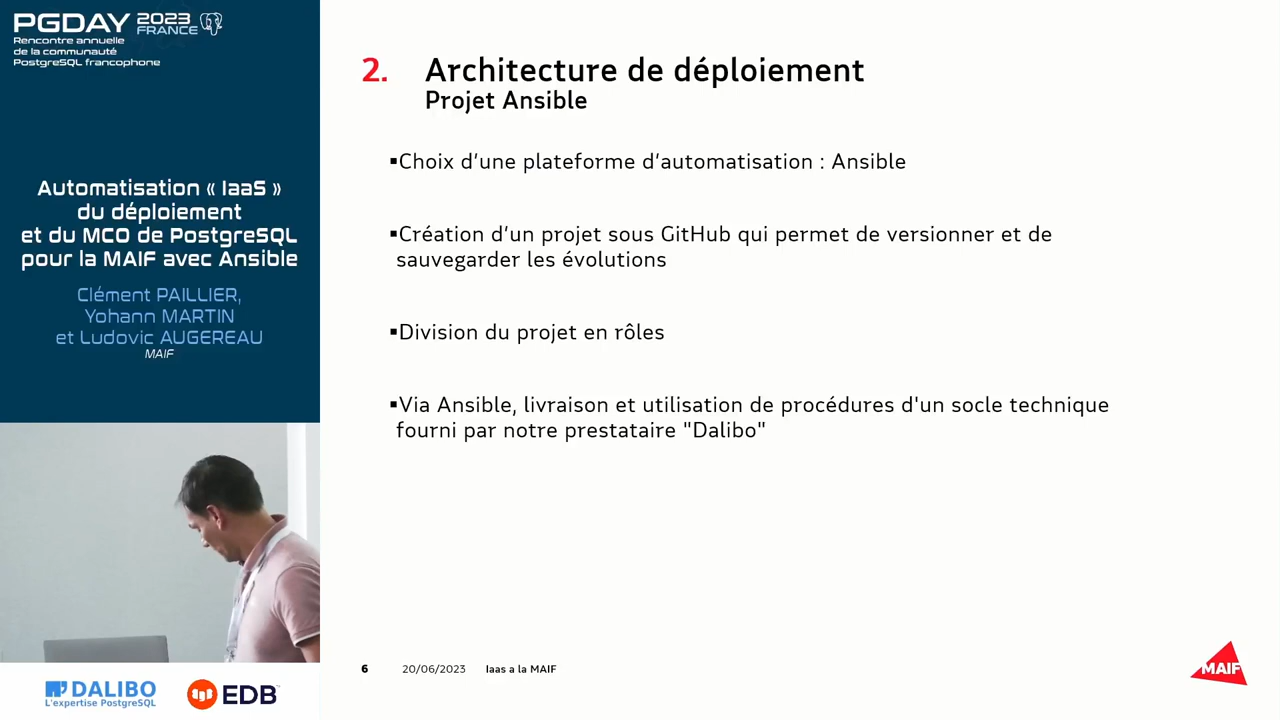 PGDAY 2023 FRANCE
Rencontre annuelle
de la communauté
PostgreSQL francophone
Automatisation « IaaS »
du déploiement
et du MCO de PostgreSQL
pour la MAIF avec Ansible
Clément PAILLIER,
Yohann MARTIN
et Ludovic AUGEREAU
MAIF
DALIBO
L'expertise PostgreSQL
EDB
2. Architecture de déploiement
Projet Ansible
▪Choix d’une plateforme d’automatisation : Ansible
▪Création d’un projet sous GitHub qui permet de versionner et de
sauvegarder les évolutions
▪Division du projet en rôles
▪Via Ansible, livraison et utilisation de procédures d'un socle technique
fourni par notre prestataire "Dalibo"
6 20/06/2023 Iaas a la MAIF
MAIF